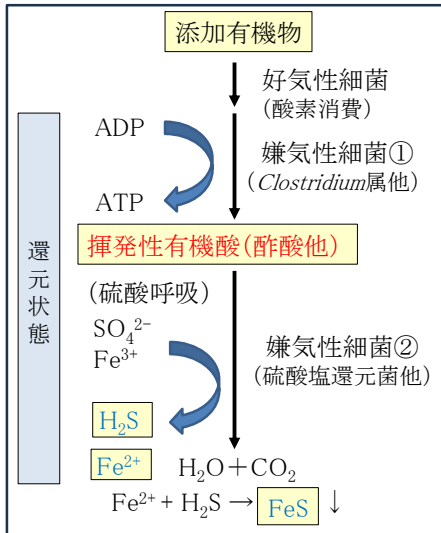 添加有機物
好気性細菌
(酸素消費)
ADP
嫌気性細菌①
(Clostridium属他)
ATP
揮発性有機酸(酢酸他)
還元状態
(硫酸呼吸)
SO₄²⁻
Fe³⁺
嫌気性細菌②
(硫酸塩還元菌他)
H₂S
Fe²⁺
H₂O+CO₂
Fe²⁺+H₂S→FeS↓